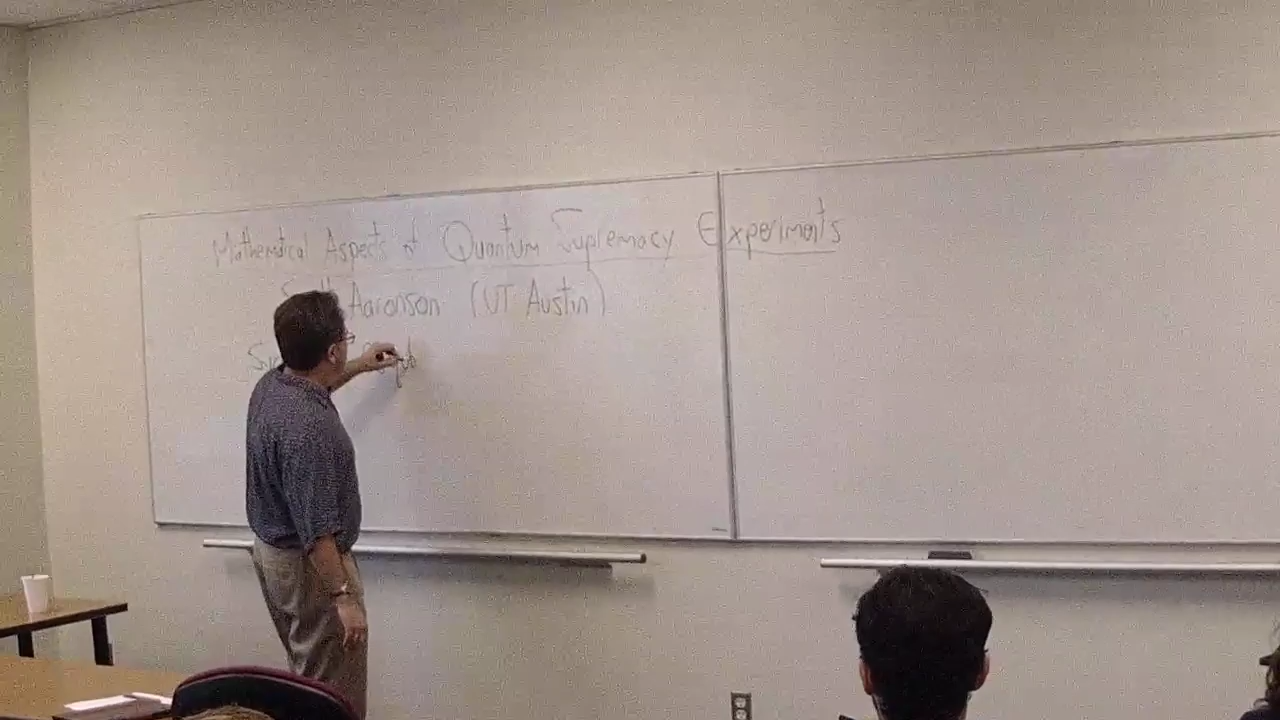 Mathematical Aspects of Quantum Supremacy Experiments
Aaronson (UT Austin)